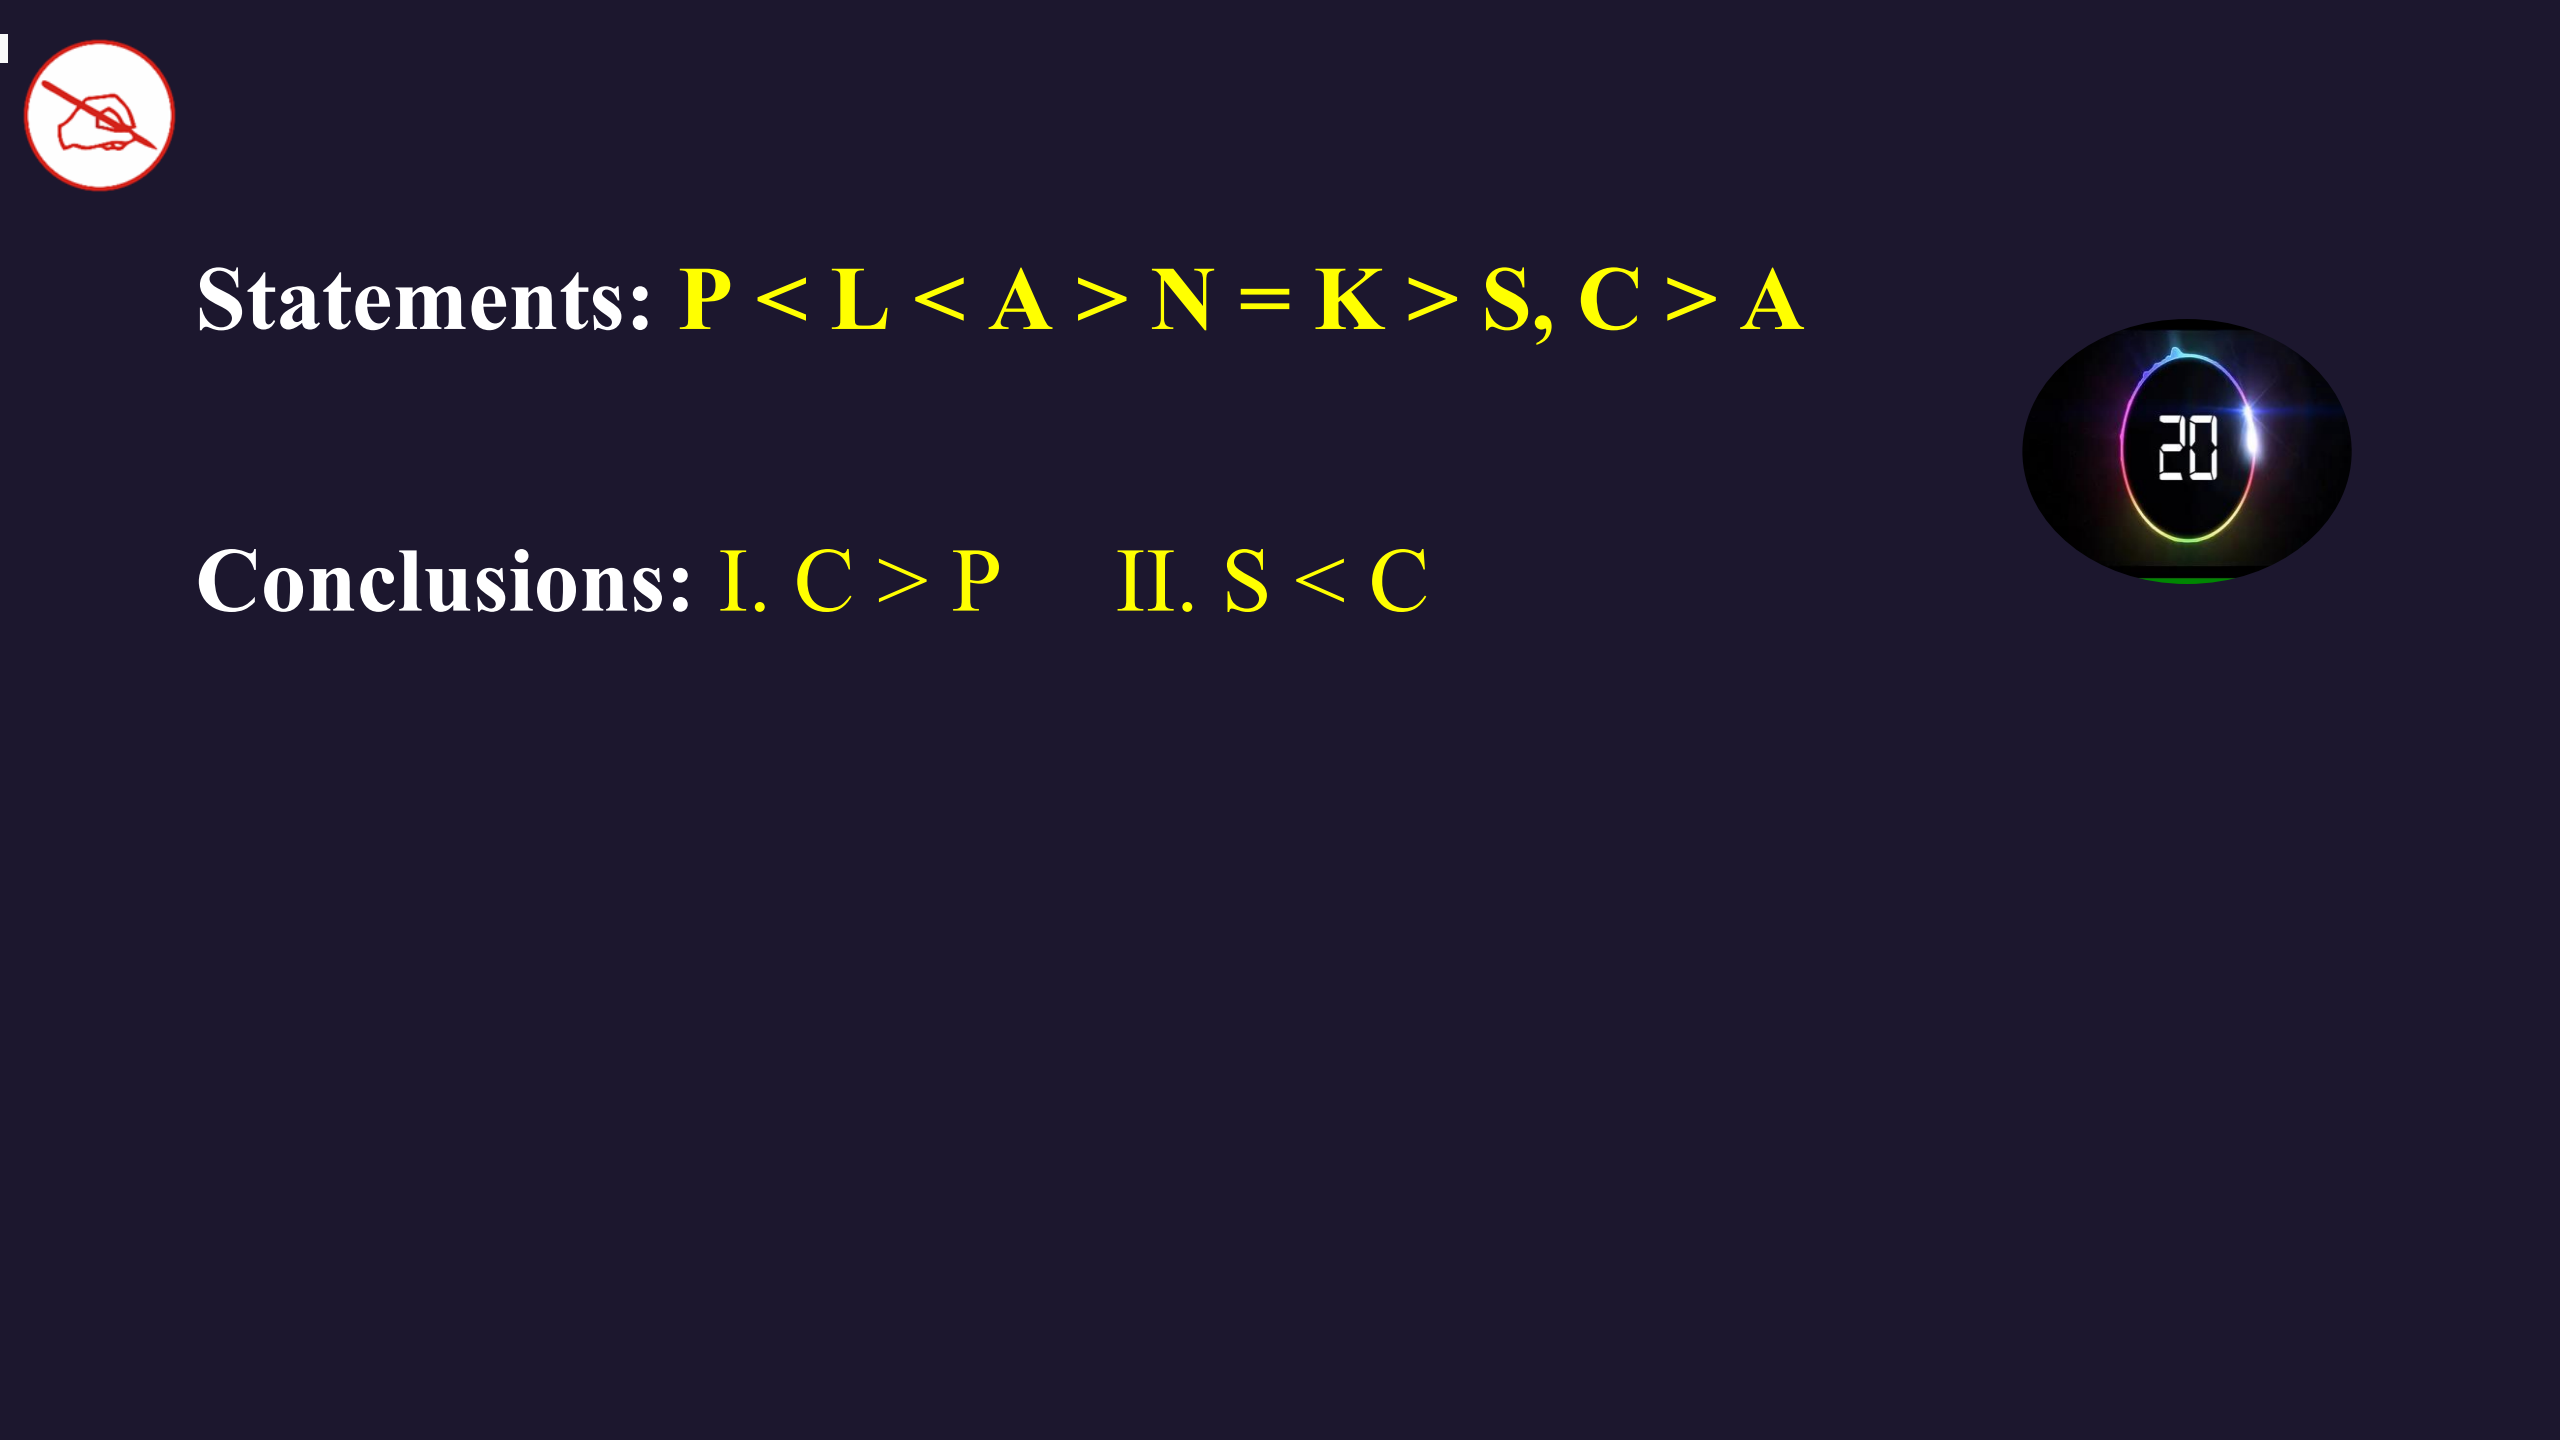 Statements: P < L < A > N = K > S, C > A
20
Conclusions: I. C > P II. S < C